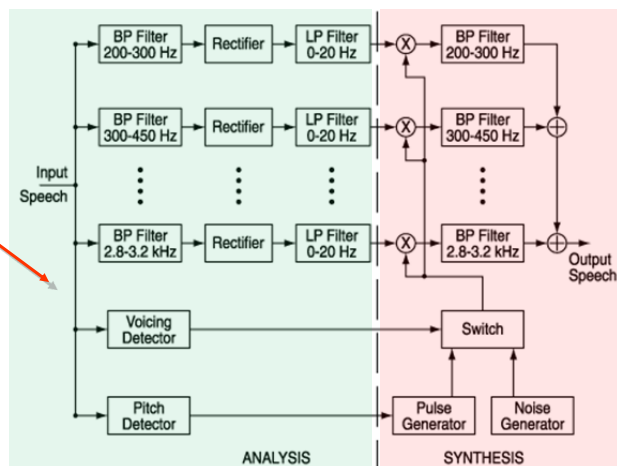 BP Filter
200-300 Hz
Rectifier
LP Filter
0-20 Hz
X
BP Filter
200-300 Hz
BP Filter
300-450 Hz
Rectifier
LP Filter
0-20 Hz
X
BP Filter
300-450 Hz
Input
Speech
BP Filter
2.8-3.2 kHz
Rectifier
LP Filter
0-20 Hz
X
BP Filter
2.8-3.2 kHz
Output
Speech
Voicing
Detector
Switch
Pitch
Detector
Pulse
Generator
Noise
Generator
ANALYSIS
SYNTHESIS